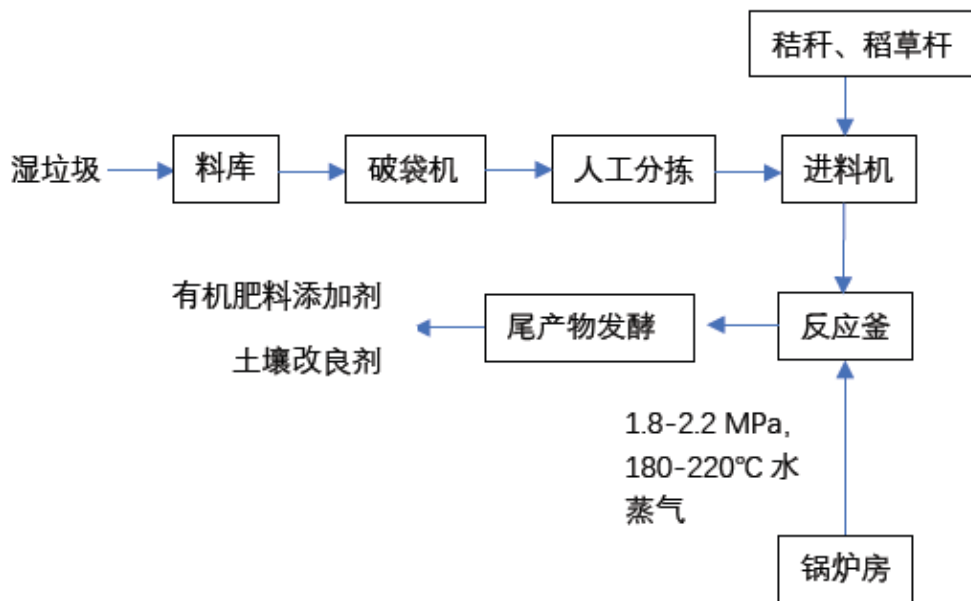 秸秆、稻草杆
湿垃圾
料库
破袋机
人工分拣
进料机
有机肥料添加剂
土壤改良剂
尾产物发酵
反应釜
1.8-2.2 MPa,
180-220℃ 水
蒸气
锅炉房